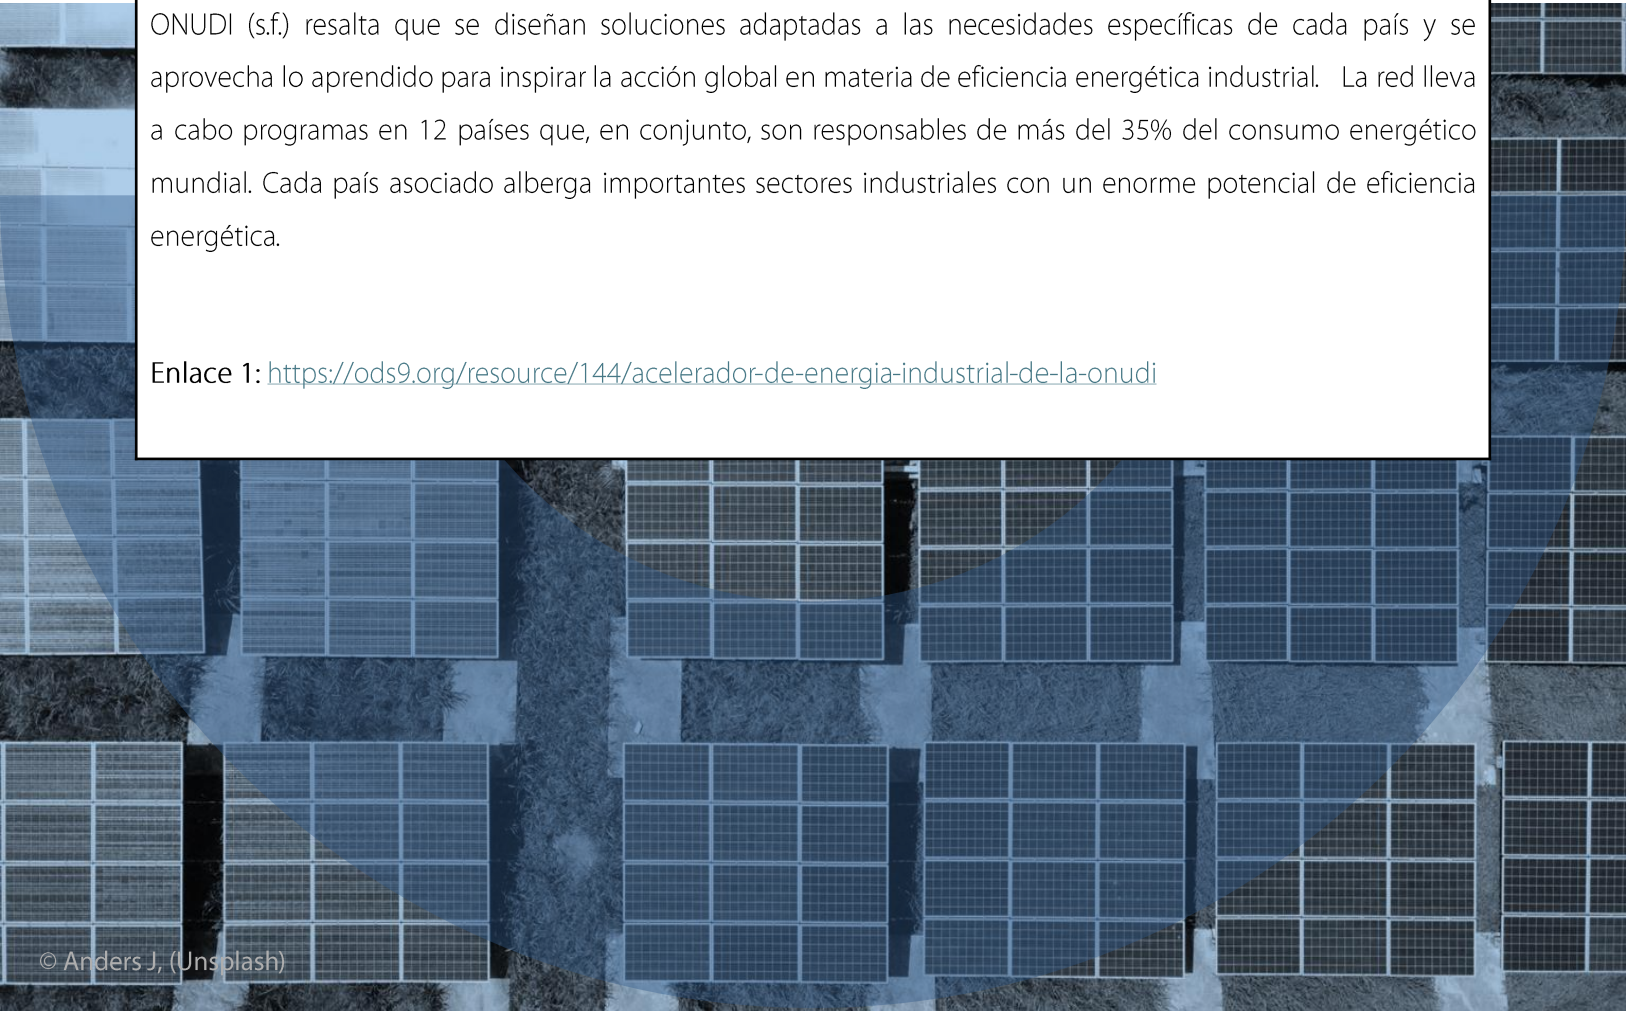 ONUDI (s.f.) resalta que se diseñan soluciones adaptadas a las necesidades específicas de cada país y se
aprovecha lo aprendido para inspirar la acción global en materia de eficiencia energética industrial. La red lleva
a cabo programas en 12 países que, en conjunto, son responsables de más del 35% del consumo energético
mundial. Cada país asociado alberga importantes sectores industriales con un enorme potencial de eficiencia
energética.
Enlace 1: https://ods9.org/resource/144/acelerador-de-energia-industrial-de-la-onudi
© Anders J, (Unsplash)